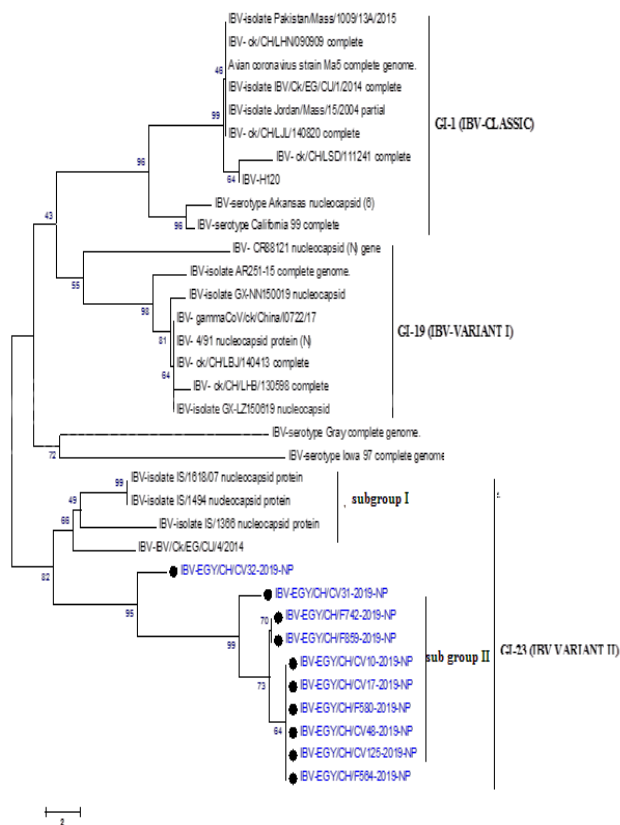 IBV-isolate Pakistan/Mass/1009/13A/2015
IBV- ck/CH/LHN/090909 complete
46
Avian coronavirus strain Ma5 complete genome.
IBV-isolate IBV/Ck/EG/CU/1/2014 complete
99
IBV-isolate Jordan/Mass/15/2004 partial
GI-1 (IBV-CLASSIC)
IBV- ck/CH/LJL/140820 complete
96
IBV- ck/CH/LSD/111241 complete
64
IBV-H120
IBV-serotype Arkansas nucleocapsid (6)
43
96
IBV-serotype California 99 complete
IBV- CR88121 nucleocapsid (N) gene
55
IBV-isolate AR251-15 complete genome.
IBV-isolate GX-NN150019 nucleocapsid
98
IBV- gammaCoV/ck/China/I0722/17
GI-19 (IBV-VARIANT I)
81
IBV- 4/91 nucleocapsid protein (N)
IBV- ck/CH/LBJ/140413 complete
64
IBV- ck/CH/LHB/130598 complete
IBV-isolate GX-LZ150619 nucleocapsid
IBV-serotype Gray complete genome.
72
IBV-serotype Iowa 97 complete genome
IBV-isolate IS/1618/07 nucleocapsid protein
99
49
IBV-isolate IS/1494 nucleocapsid protein
subgroup I
66
IBV-isolate IS/1366 nucleocapsid protein
IBV-BV/Ck/EG/CU/4/2014
82
IBV-EGY/CH/CV32-2019-NP
95
IBV-EGY/CH/CV31-2019-NP
70
IBV-EGY/CH/F742-2019-NP
99
IBV-EGY/CH/F859-2019-NP
sub group II
GI-23 (IBV VARIANT II)
IBV-EGY/CH/CV10-2019-NP
73
IBV-EGY/CH/CV17-2019-NP
IBV-EGY/CH/F580-2019-NP
64
IBV-EGY/CH/CV48-2019-NP
IBV-EGY/CH/CV125-2019-NP
IBV-EGY/CH/F564-2019-NP
2